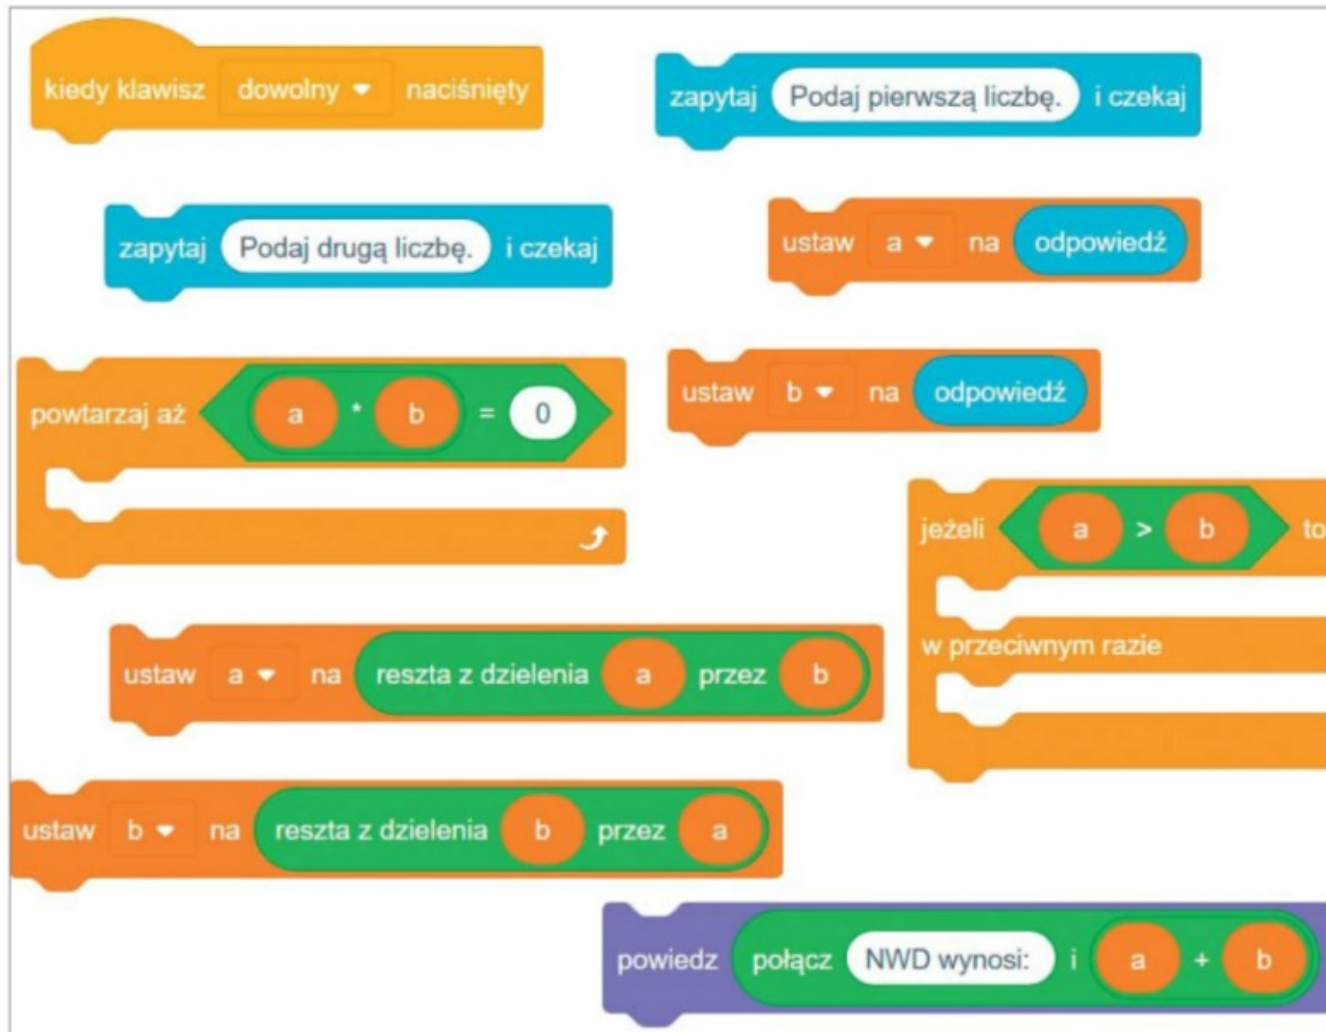 kiedy klawisz dowolny naciśnięty
zapytaj Podaj pierwszą liczbę. i czekaj
zapytaj Podaj drugą liczbę. i czekaj
ustaw a na odpowiedź
powtarzaj aż a * b = 0
ustaw b na odpowiedź
jeżeli a > b to
w przeciwnym razie
ustaw a na reszta z dzielenia a przez b
ustaw b na reszta z dzielenia b przez a
powiedz połącz NWD wynosi: i a + b